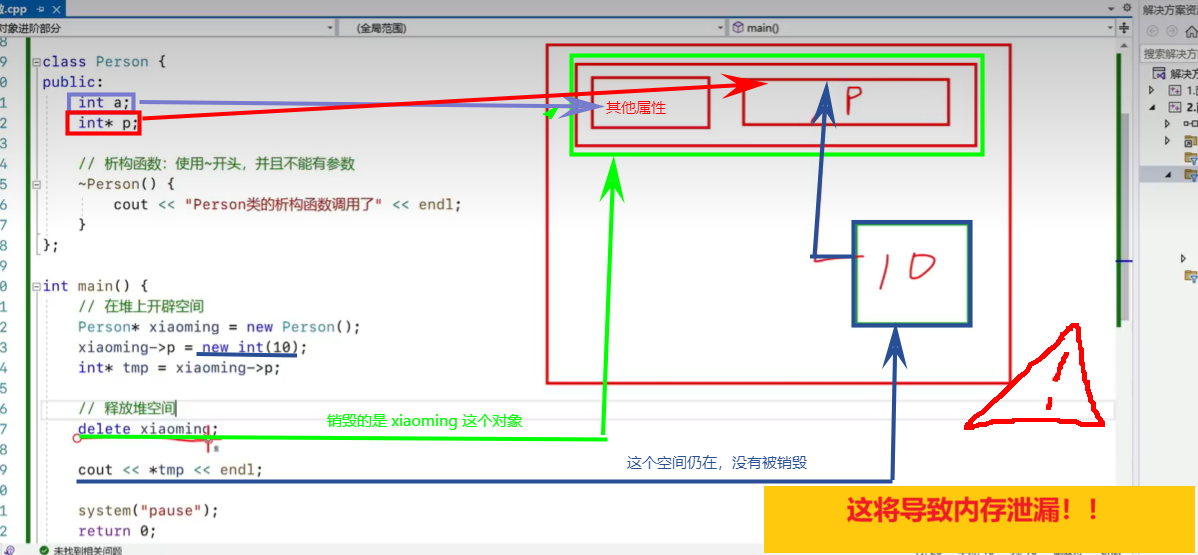 .cpp
对象进阶部分
(全局范围)
main()
解决方案资
搜索解决方
解决方
1.
2.
class Person {
public:
int a;
int* p;
// 析构函数：使用~开头，并且不能有参数
~Person() {
cout << "Person类的析构函数调用了" << endl;
}
};
int main() {
// 在堆上开辟空间
Person* xiaoming = new Person();
xiaoming->p = new int(10);
int* tmp = xiaoming->p;
// 释放堆空间
delete xiaoming;
cout << *tmp << endl;
system("pause");
return 0;
其他属性
P
10
销毁的是 xiaoming 这个对象
这个空间仍在，没有被销毁
!
这将导致内存泄漏！！
未找到相关问题